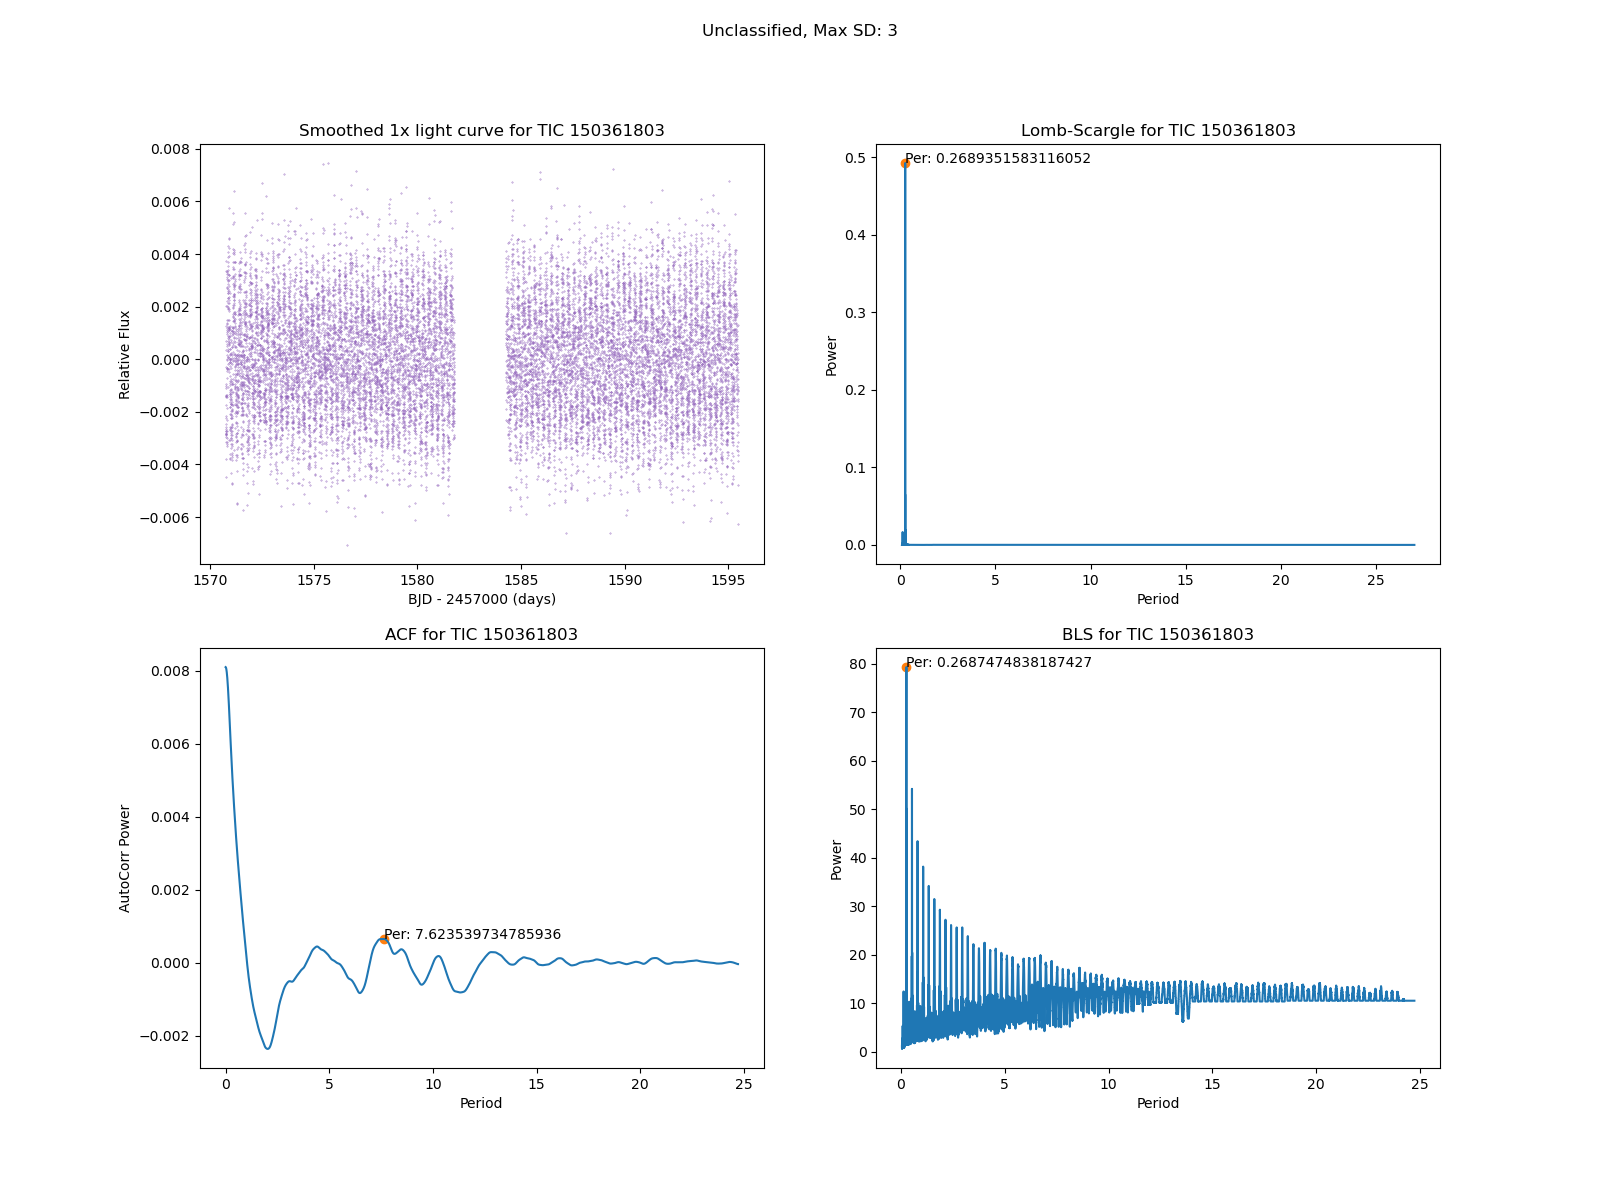 Unclassified, Max SD: 3
Smoothed 1x light curve for TIC 150361803
0.008
0.006
0.004
0.002
0.000
−0.002
−0.004
−0.006
Relative Flux
1570 1575 1580 1585 1590 1595
BJD - 2457000 (days)
Lomb-Scargle for TIC 150361803
Per: 0.2689351583116052
0.5
0.4
0.3
0.2
0.1
0.0
Power
0 5 10 15 20 25
Period
ACF for TIC 150361803
0.008
0.006
0.004
0.002
0.000
−0.002
AutoCorr Power
Per: 7.623539734785936
0 5 10 15 20 25
Period
BLS for TIC 150361803
Per: 0.2687474838187427
80
70
60
50
40
30
20
10
0
Power
0 5 10 15 20 25
Period